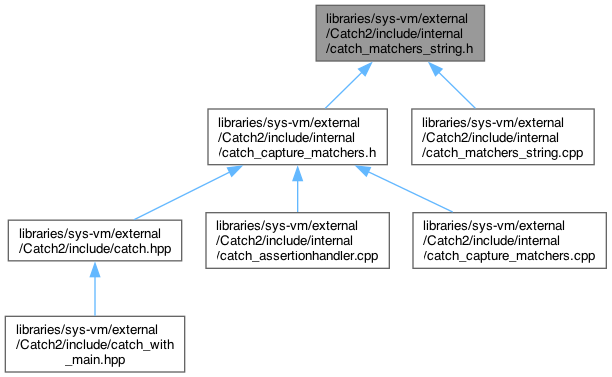 libraries/sys-vm/external
/Catch2/include/internal
/catch_matchers_string.h
libraries/sys-vm/external
/Catch2/include/internal
/catch_capture_matchers.h
libraries/sys-vm/external
/Catch2/include/internal
/catch_matchers_string.cpp
libraries/sys-vm/external
/Catch2/include/catch.hpp
libraries/sys-vm/external
/Catch2/include/internal
/catch_assertionhandler.cpp
libraries/sys-vm/external
/Catch2/include/internal
/catch_capture_matchers.cpp
libraries/sys-vm/external
/Catch2/include/catch_with
_main.hpp